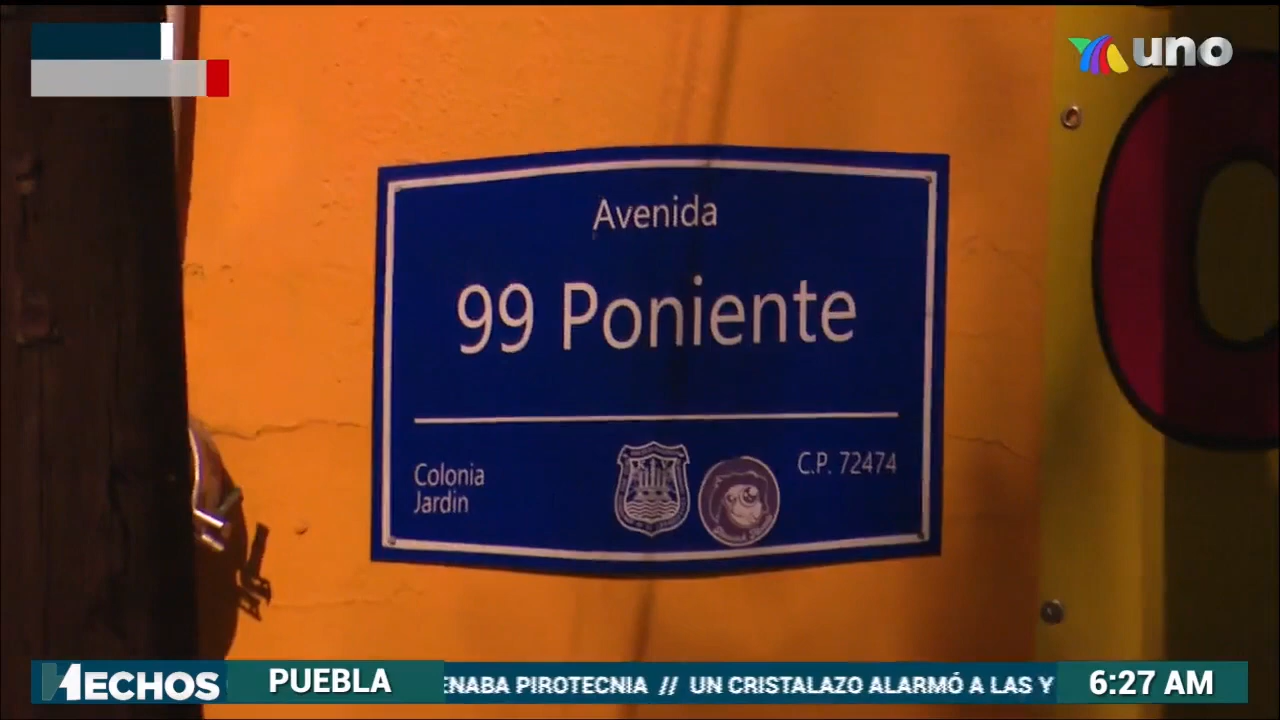 uno
Avenida
99 Poniente
Colonia
Jardin
C.P. 72474
O
HECHOS
PUEBLA
ENABA PIROTECNIA // UN CRISTALAZO ALARMÓ A LAS Y
6:27 AM